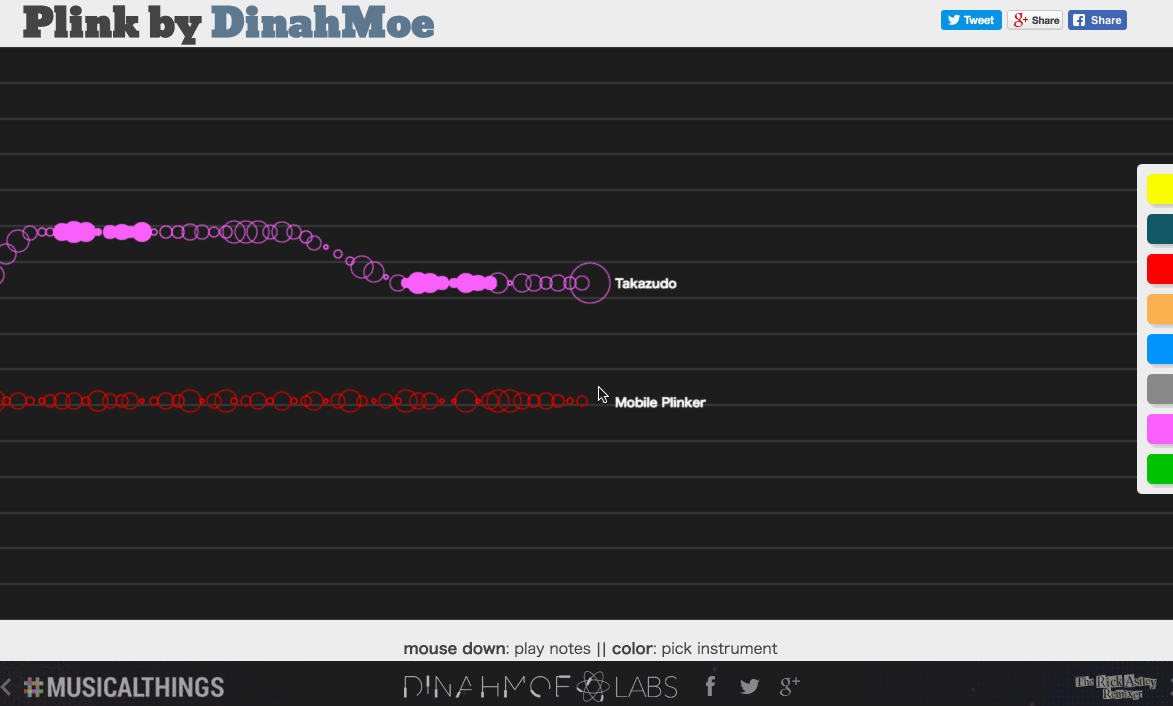 Plink by DinahMoe
Tweet
g+ Share
Share
Takazudo
Mobile Plinker
mouse down: play notes || color: pick instrument
#MUSICALTHINGS
DINAHMOE LABS
g+
The Rick Astley
Remixer